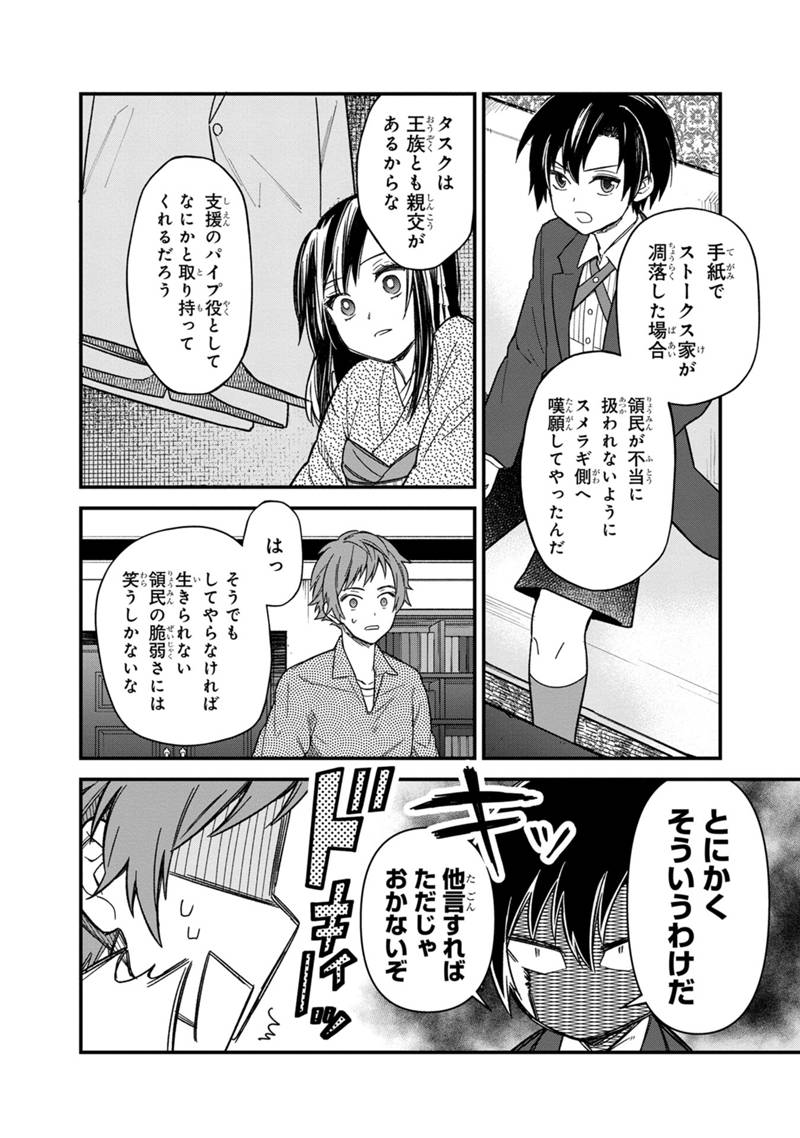 手紙で
ストークス家が
凋落した場合
領民が不当に
扱われないように
スメラギ側へ
嘆願してやったんだ
タスクは
王族とも親交が
あるからな
支援のパイプ役として
なにかと取り持って
くれるだろう
はっ
そうでも
してやらなければ
生きられない
領民の脆弱さには
笑うしかないな
とにかく
そういうわけだ
キッ
他言すれば
ただじゃ
おかないぞ
ドキィッ